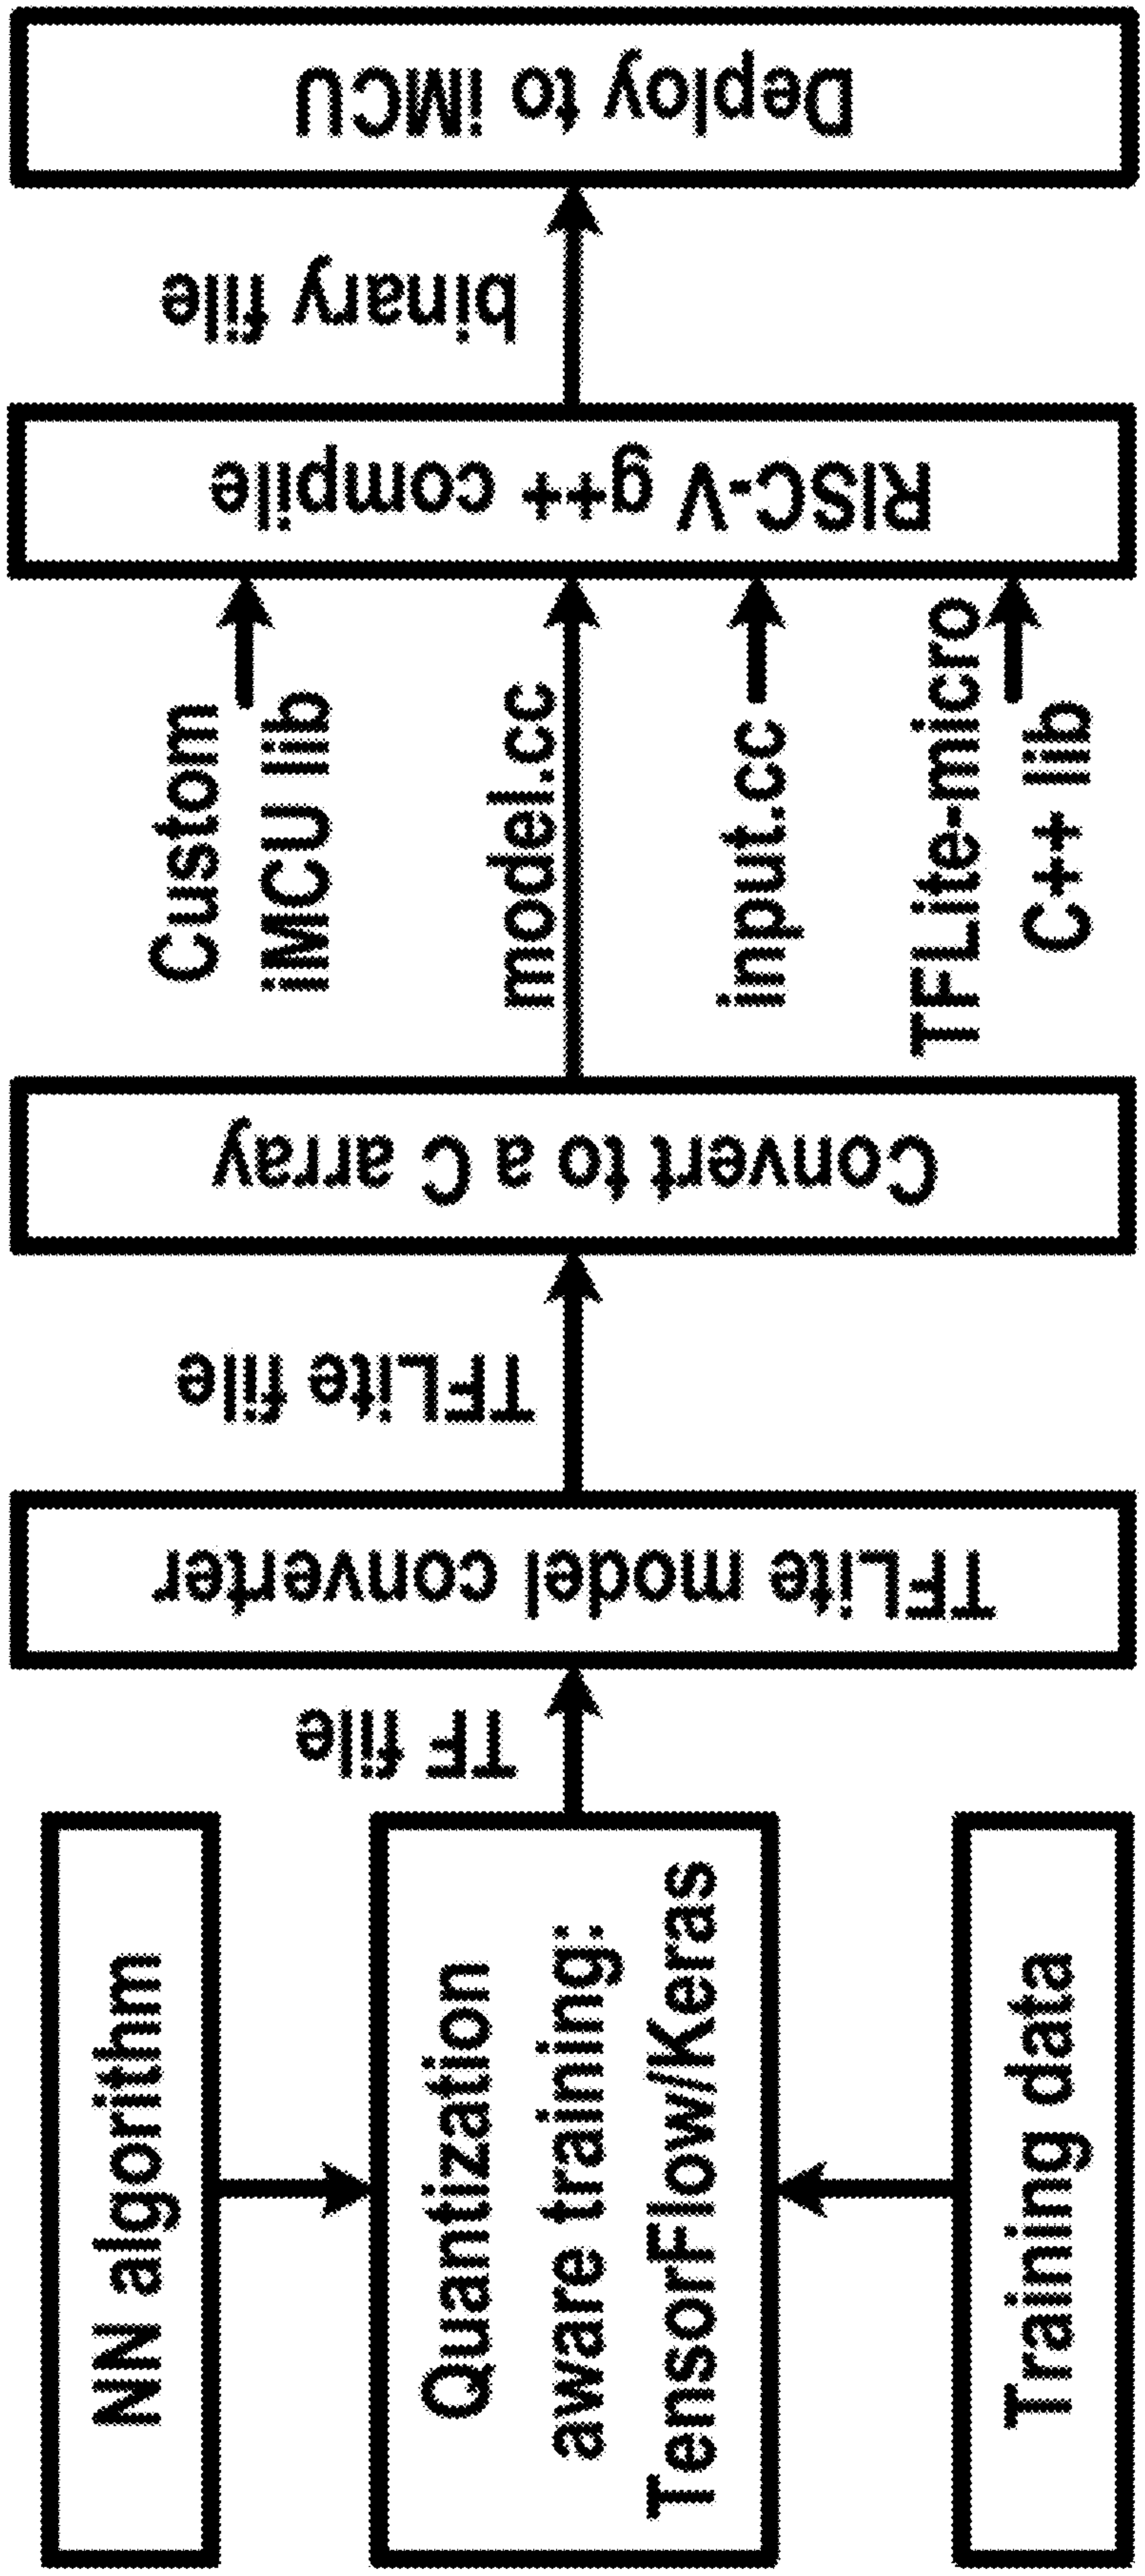 NN algorithm
Quantization
aware training:
TensorFlow/Keras
Training data
TF file
TFLite model converter
TFLite file
Convert to a C array
Custom
iMCU lib
model.cc
input.cc
TFLite-micro
C++ lib
RISC-V g++ compile
binary file
Deploy to iMCU